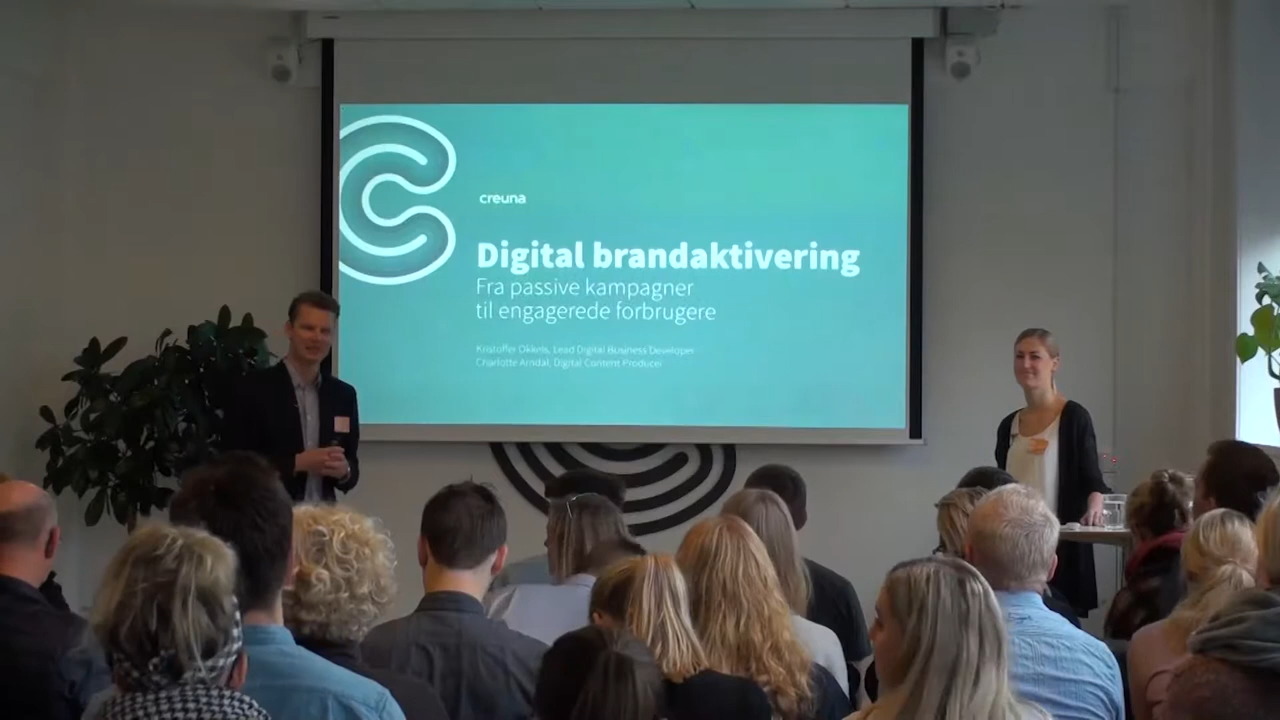 creuna
Digital brandaktivering
Fra passive kampagner
til engagerede forbrugere
Kristoffer Okkels, Lead Digital Business Developer
Charlotte Arndal, Digital Content Producer